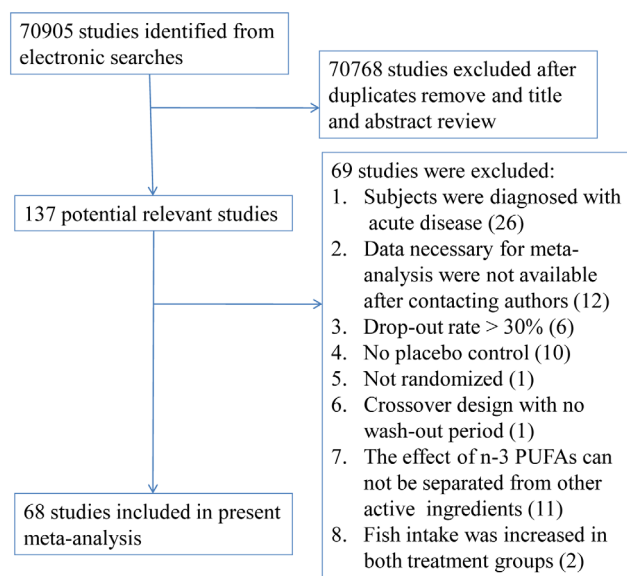 70905 studies identified from
electronic searches
70768 studies excluded after
duplicates remove and title
and abstract review
137 potential relevant studies
69 studies were excluded:
1. Subjects were diagnosed with
acute disease (26)
2. Data necessary for meta-
analysis were not available
after contacting authors (12)
3. Drop-out rate > 30% (6)
4. No placebo control (10)
5. Not randomized (1)
6. Crossover design with no
wash-out period (1)
7. The effect of n-3 PUFAs can
not be separated from other
active ingredients (11)
8. Fish intake was increased in
both treatment groups (2)
68 studies included in present
meta-analysis